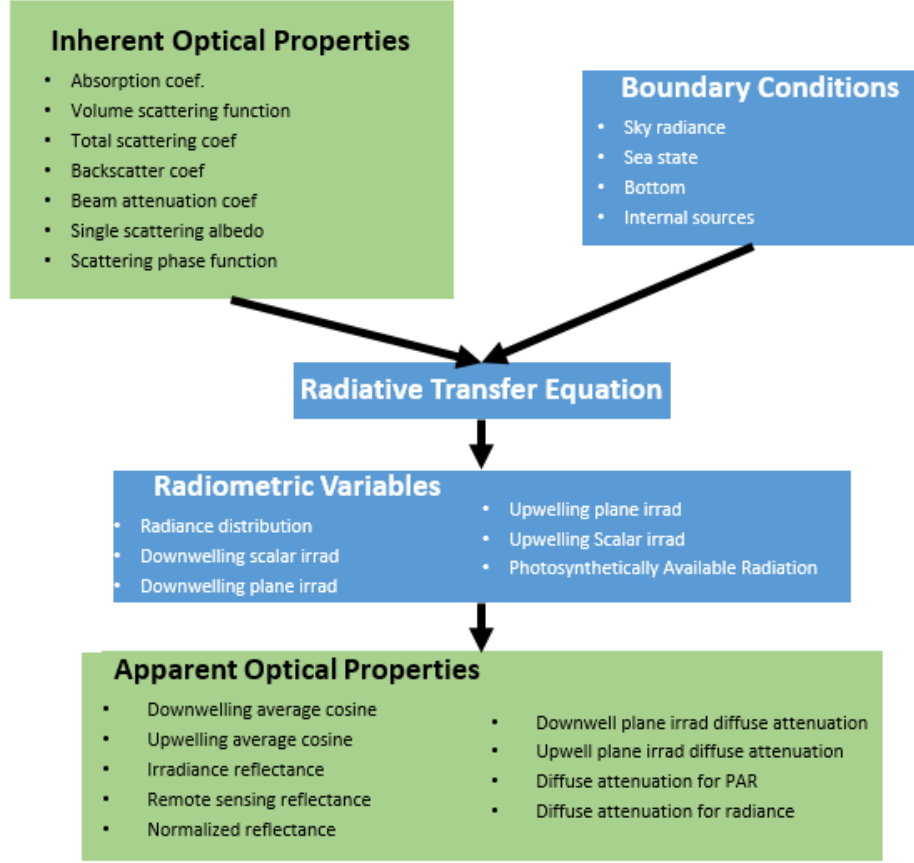 Inherent Optical Properties
• Absorption coef.
• Volume scattering function
• Total scattering coef
• Backscatter coef
• Beam attenuation coef
• Single scattering albedo
• Scattering phase function
Boundary Conditions
• Sky radiance
• Sea state
• Bottom
• Internal sources
Radiative Transfer Equation
Radiometric Variables
• Radiance distribution
• Downwelling scalar irrad
• Downwelling plane irrad
• Upwelling plane irrad
• Upwelling Scalar irrad
• Photosynthetically Available Radiation
Apparent Optical Properties
• Downwelling average cosine
• Upwelling average cosine
• Irradiance reflectance
• Remote sensing reflectance
• Normalized reflectance
• Downwell plane irrad diffuse attenuation
• Upwell plane irrad diffuse attenuation
• Diffuse attenuation for PAR
• Diffuse attenuation for radiance